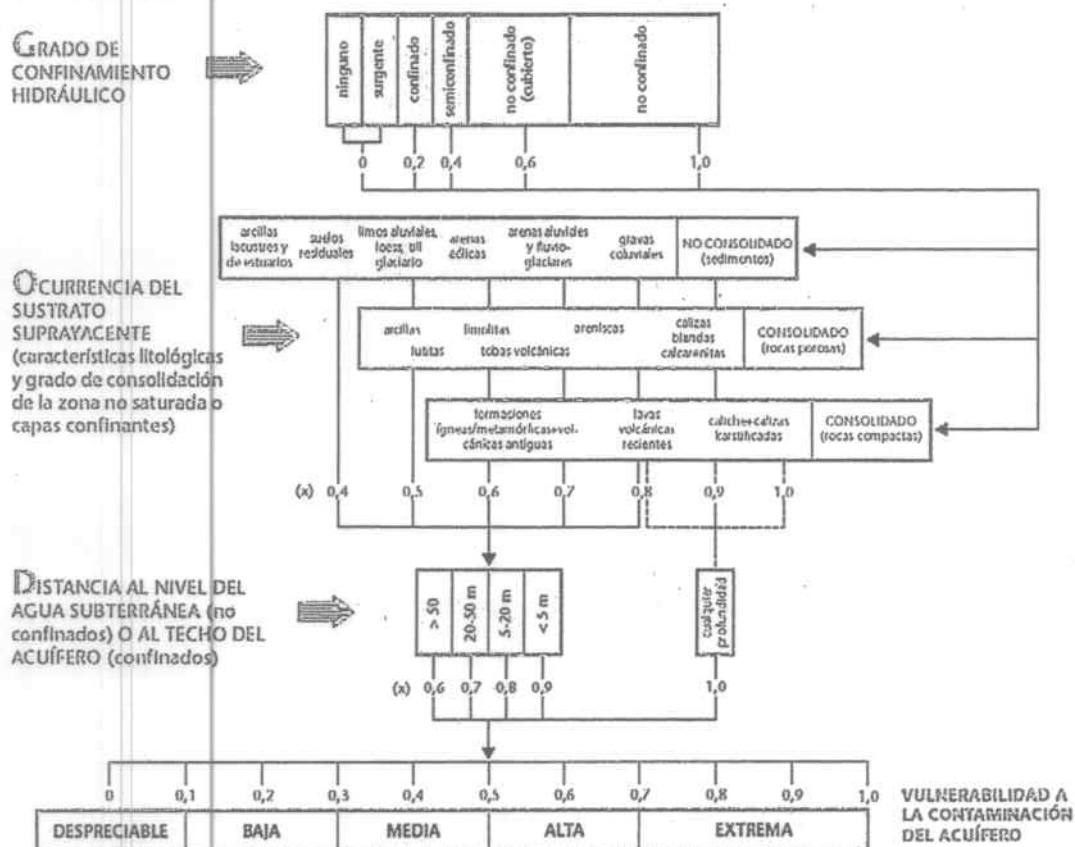 GRADO DE
CONFINAMIENTO
HIDRÁULICO
ninguno
surgente
confinado
semiconfinado
no confinado
(cubierto)
no confinado
0 0,2 0,4 0,6 1,0
arcillas
lacustres y
de estuarios
suelos
residuales
limos aluviales,
loess, till
glaciario
arenas
eólicas
arenas aluviales
y fluvio-
glaciares
gravas
coluviales
NO CONSOLIDADO
(sedimentos)
OCURRENCIA DEL
SUSTRATO
SUPRAYACENTE
(características litológicas
y grado de consolidación
de la zona no saturada o
capas confinantes)
arcillas
lutitas
limolitas
tobas volcánicas
areniscas
calizas
blandas
calcarenitas
CONSOLIDADO
(rocas porosas)
formaciones
ígneas/metamórficas+vol-
cánicas antiguas
lavas
volcánicas
recientes
caliche+calizas
karstificadas
CONSOLIDADO
(rocas compactas)
(x) 0,4 0,5 0,6 0,7 0,8 0,9 1,0
DISTANCIA AL NIVEL DEL
AGUA SUBTERRÁNEA (no
confinados) O AL TECHO DEL
ACUÍFERO (confinados)
> 50
20-50 m
5-20 m
< 5 m
cualquier
profundidad
(x) 0,6 0,7 0,8 0,9 1,0
0 0,1 0,2 0,3 0,4 0,5 0,6 0,7 0,8 0,9 1,0
DESPRECIABLE BAJA MEDIA ALTA EXTREMA
VULNERABILIDAD A
LA CONTAMINACIÓN
DEL ACUÍFERO